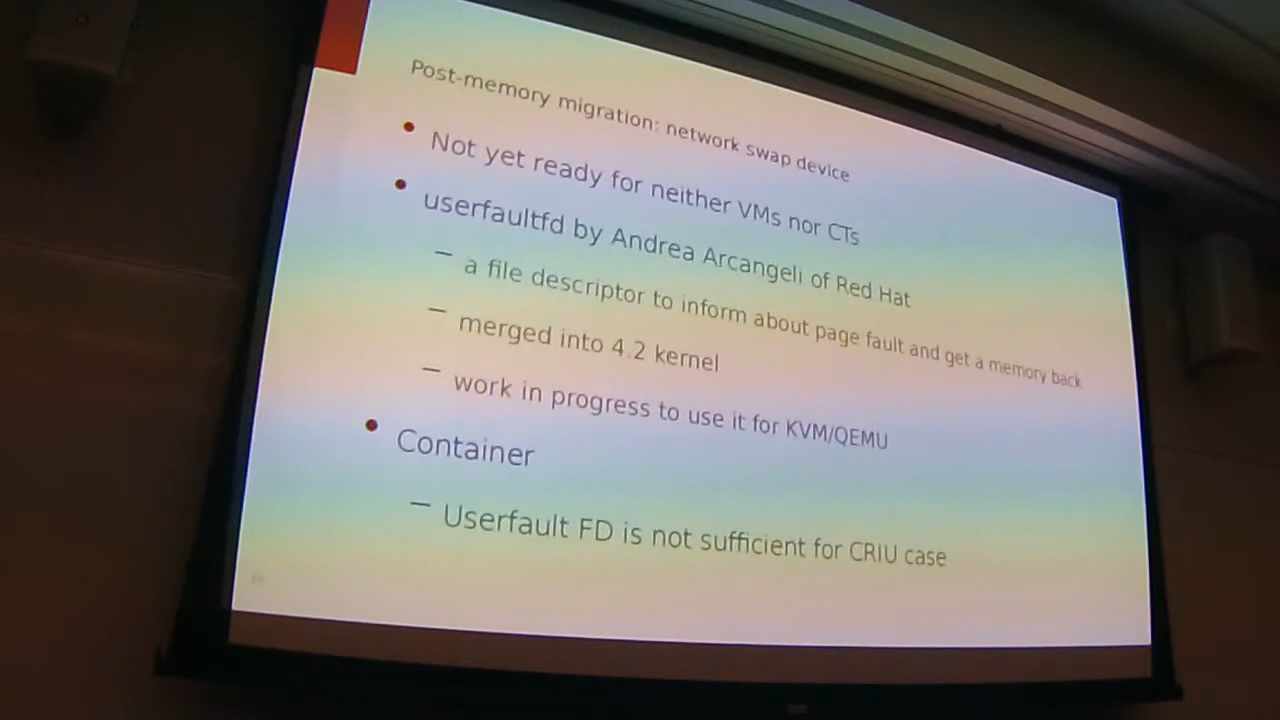 Post-memory migration: network swap device
• Not yet ready for neither VMs nor CTs
• userfaultfd by Andrea Arcangeli of Red Hat
– a file descriptor to inform about page fault and get a memory back
– merged into 4.2 kernel
– work in progress to use it for KVM/QEMU
• Container
– Userfault FD is not sufficient for CRIU case